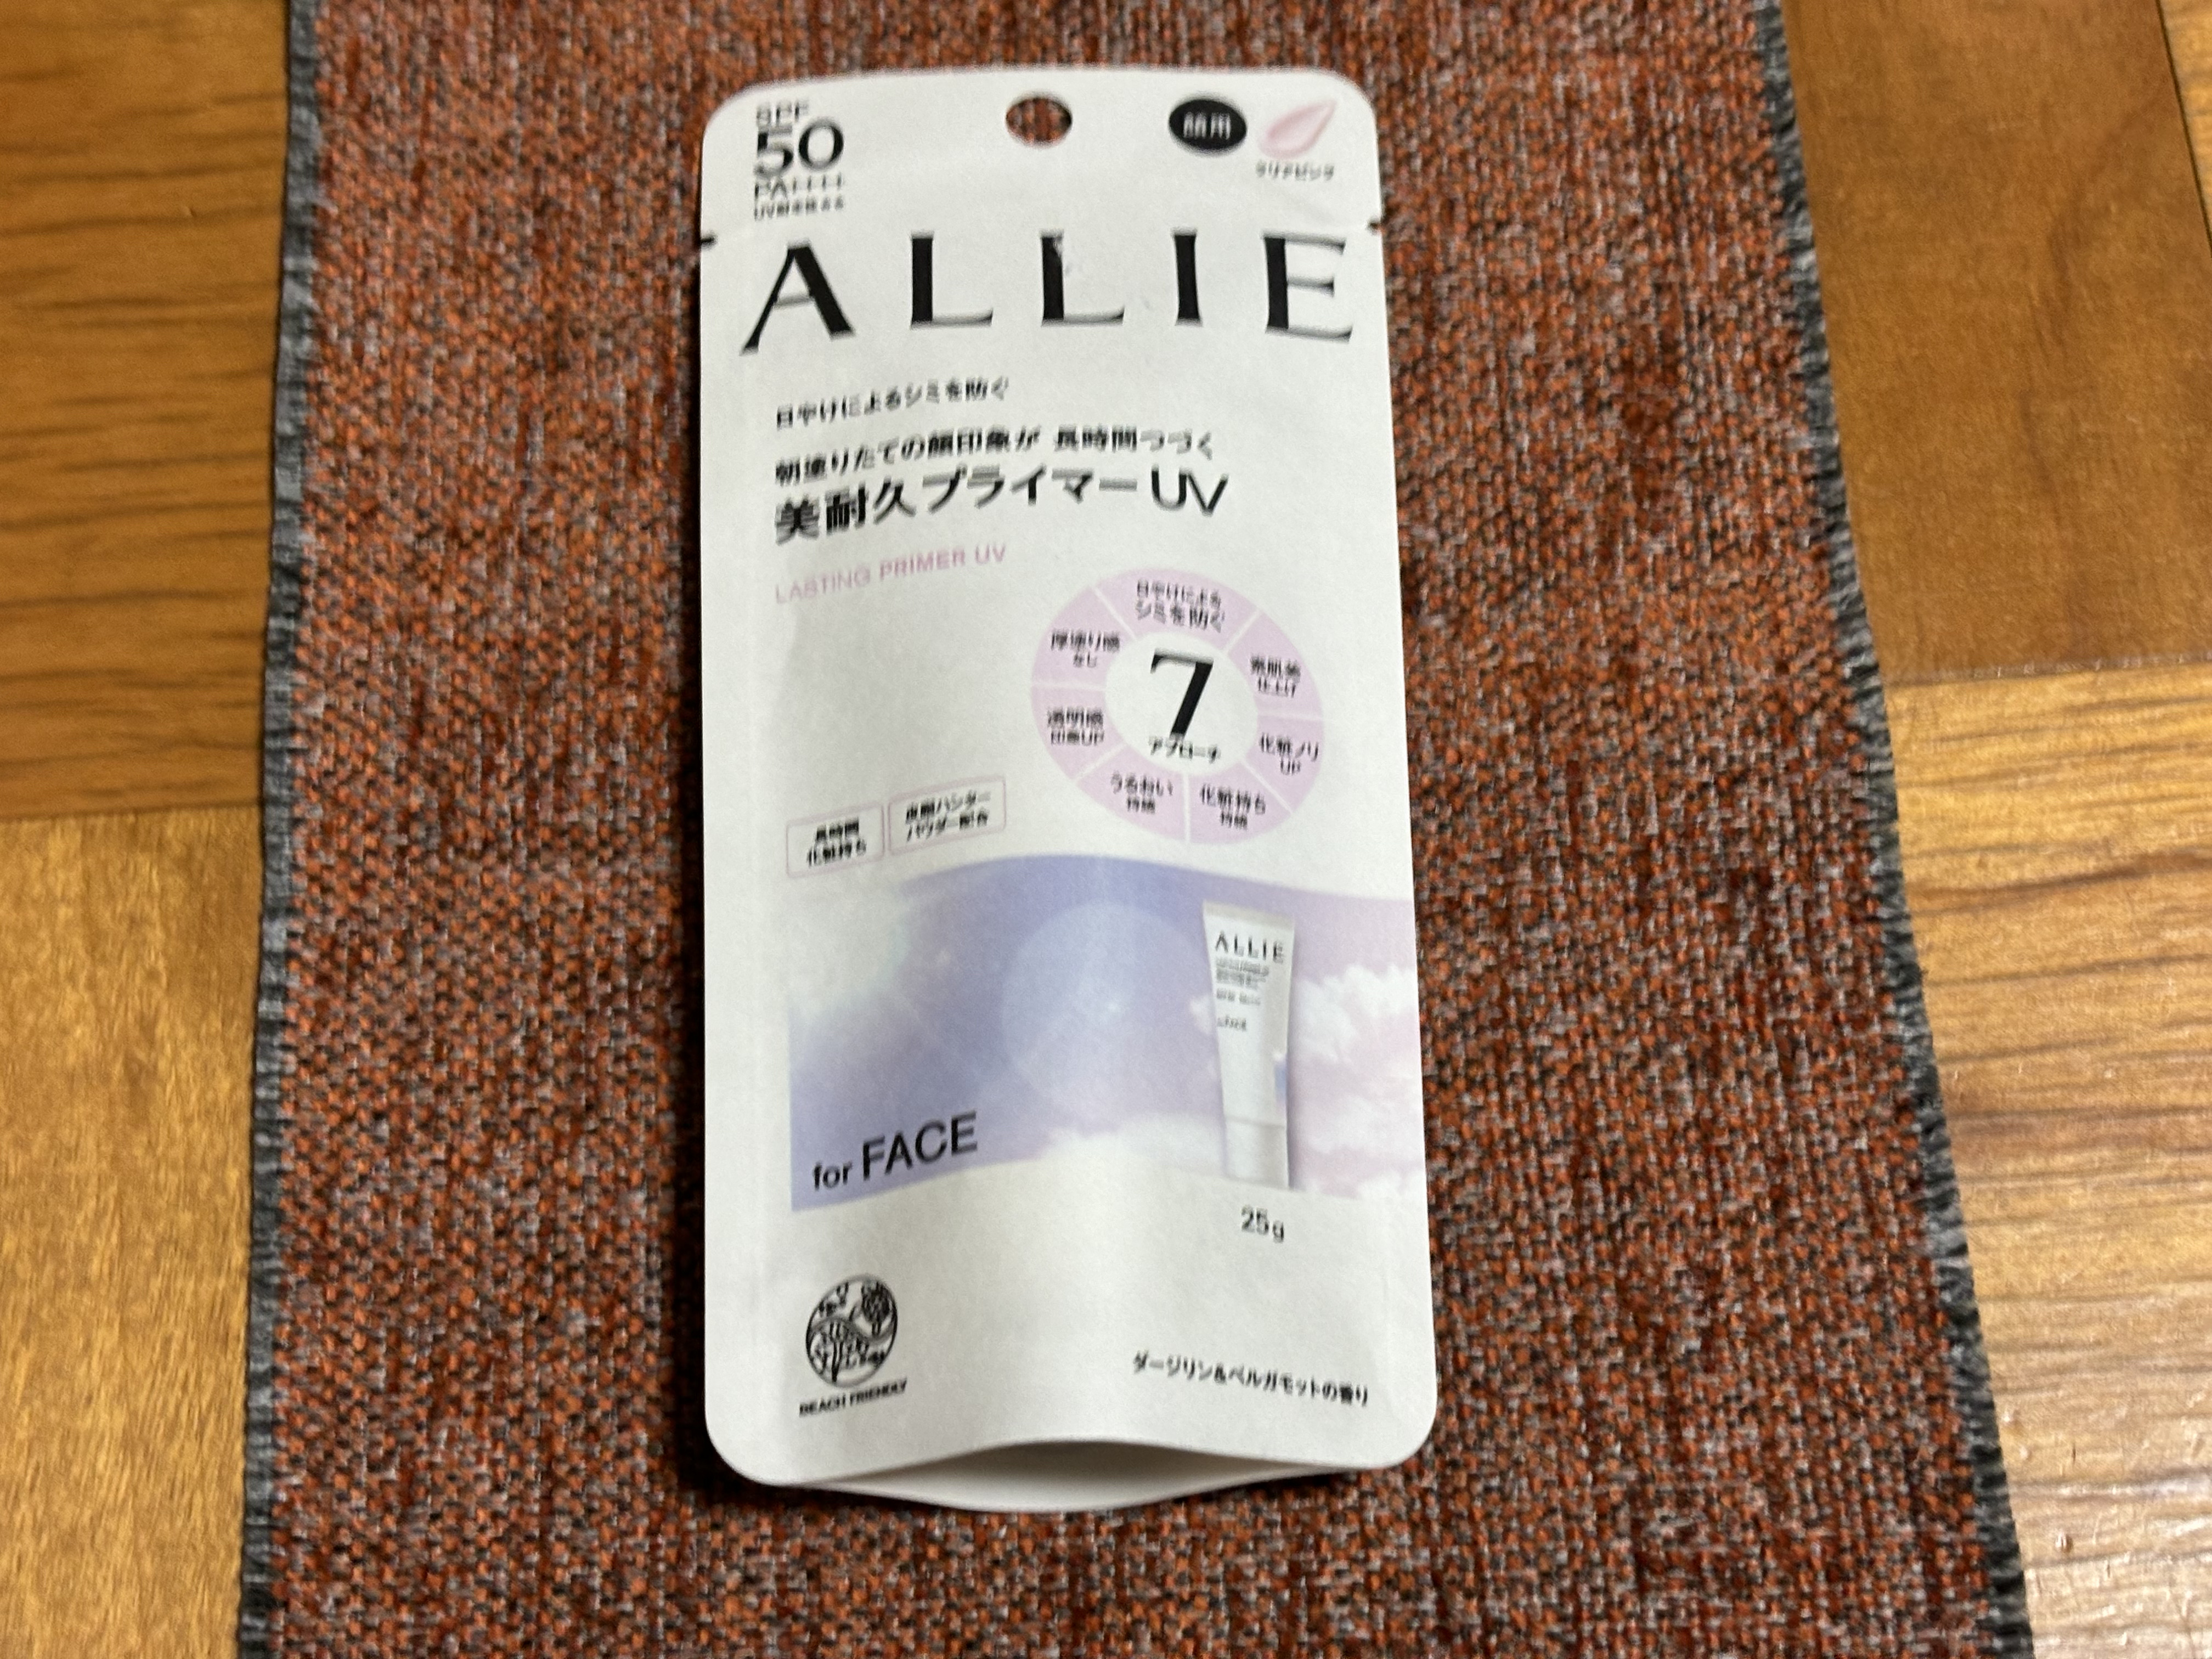 SPF
50
PA++++
UV耐水性★★
顔用
クリアピンク
ALLIE
日やけによるシミを防ぐ
朝塗りたての顔印象が 長時間つづく
美耐久プライマーUV
LASTING PRIMER UV
日やけによる
シミを防ぐ
素肌美
仕上げ
化粧ノリ
UP
化粧持ち
持続
うるおい
持続
透明感
印象UP
厚塗り感
なし
7
アプローチ
長時間
化粧持ち
皮脂ハンター
パウダー配合
ALLIE
for FACE
25g
BEACH FRIENDLY
ダージリン&ベルガモットの香り